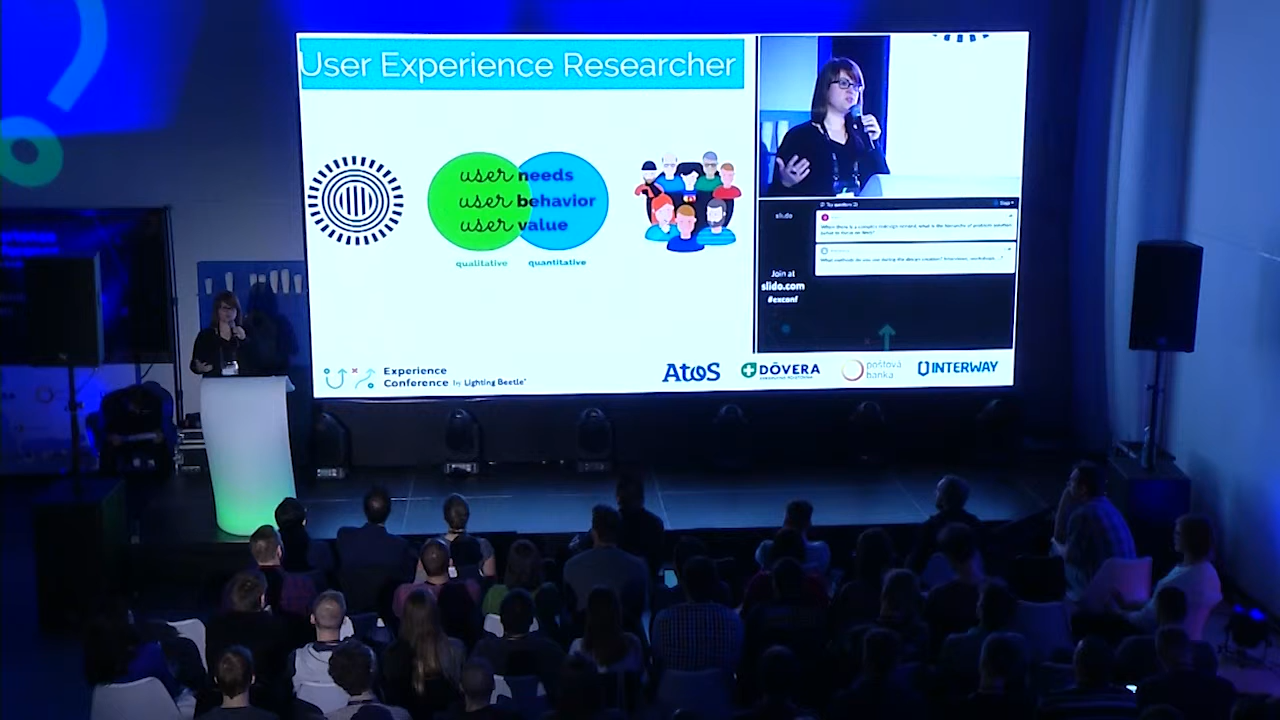 User Experience Researcher
user needs
user behavior
user value
qualitative
quantitative
slido
Join at
slido.com
#exconf
Experience
Conference by Lighting Beetle*
Atos
DÔVERA
poštová
banka
INTERWAY